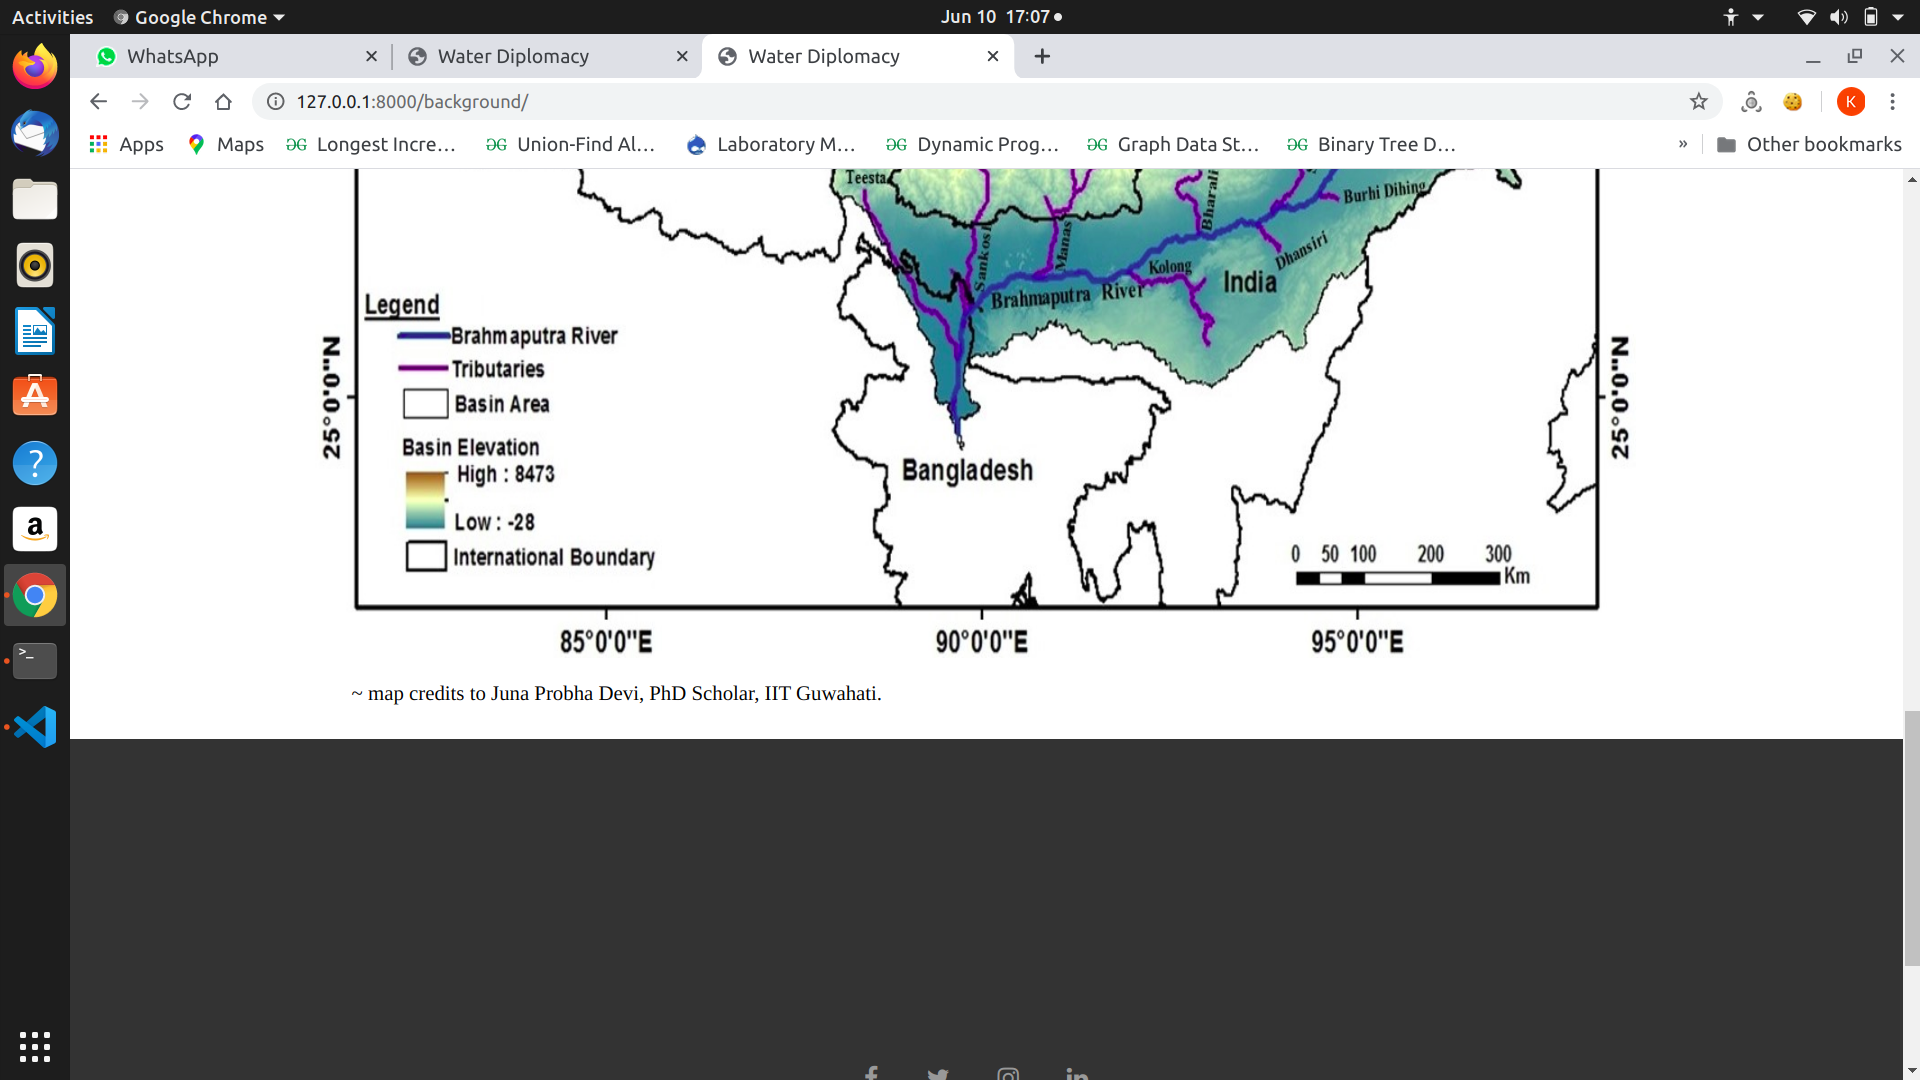 Activities Google Chrome Jun 10 17:07
WhatsApp Water Diplomacy Water Diplomacy
127.0.0.1:8000/background/ K
Apps Maps Longest Incre... Union-Find Al... Laboratory M... Dynamic Prog... Graph Data St... Binary Tree D... » Other bookmarks
Teesta
Bharali
Burhi Dihing
Sankosh
Manas
Dhansiri
Kolong
India
Brahmaputra River
Legend
Brahmaputra River
Tributaries
Basin Area
Basin Elevation
High : 8473
Low : -28
International Boundary
25°0'0"N
25°0'0"N
Bangladesh
0 50 100 200 300
Km
85°0'0"E 90°0'0"E 95°0'0"E
~ map credits to Juna Probha Devi, PhD Scholar, IIT Guwahati.